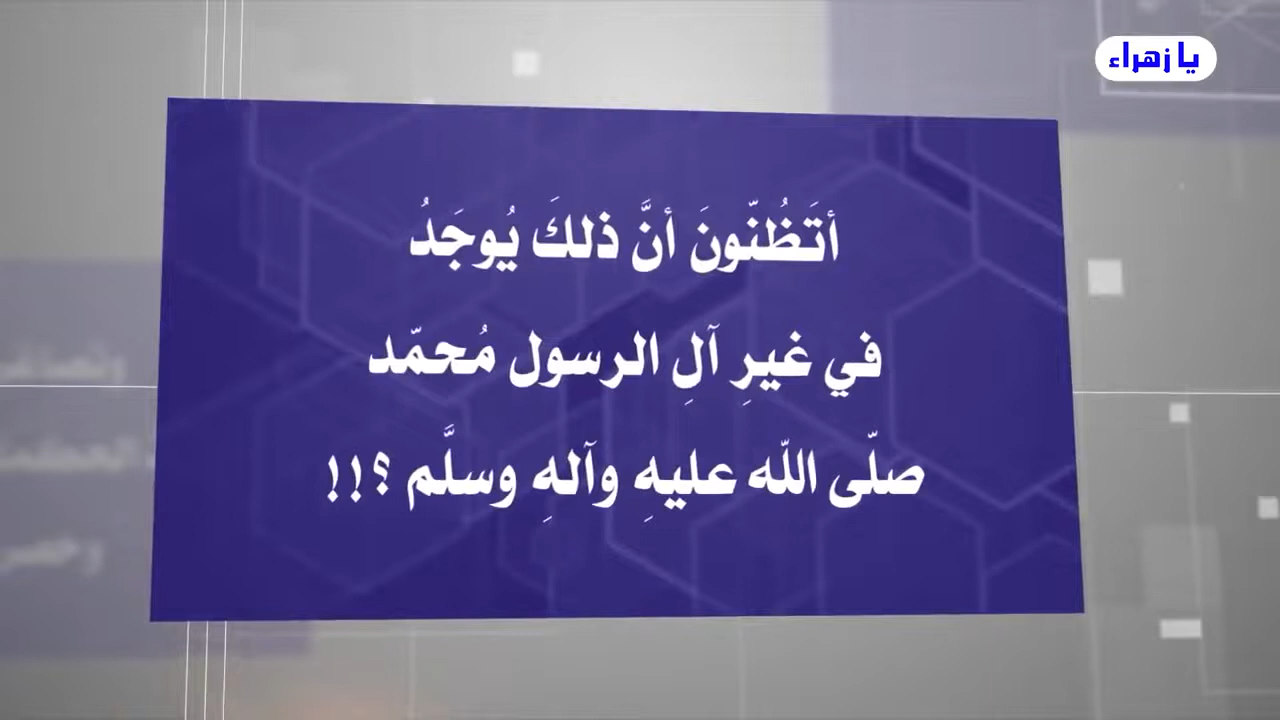 يا زهراء
أتَظُنّونَ أنَّ ذلكَ يُوجَدُ
في غيرِ آلِ الرسول مُحمّد
صلّى اللّه عليهِ وآلهِ وسلَّم ؟!!